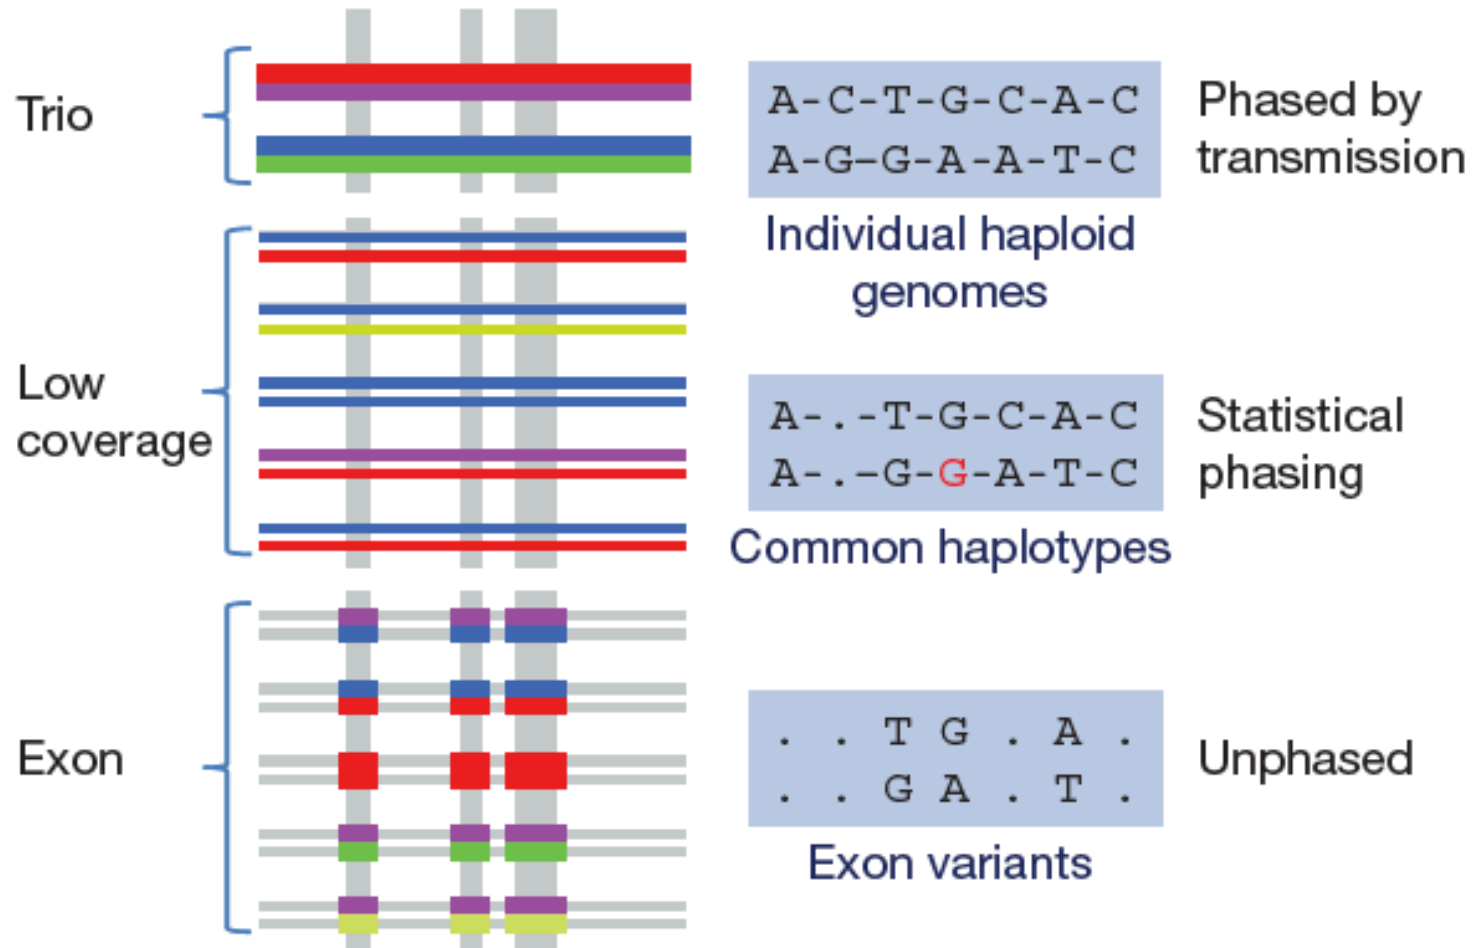 Trio
A-C-T-G-C-A-C
A-G-G-A-A-T-C
Phased by
transmission
Individual haploid
genomes
Low
coverage
A-.-T-G-C-A-C
A-.-G-G-A-T-C
Statistical
phasing
Common haplotypes
Exon
. . T G . A .
. . G A . T .
Unphased
Exon variants